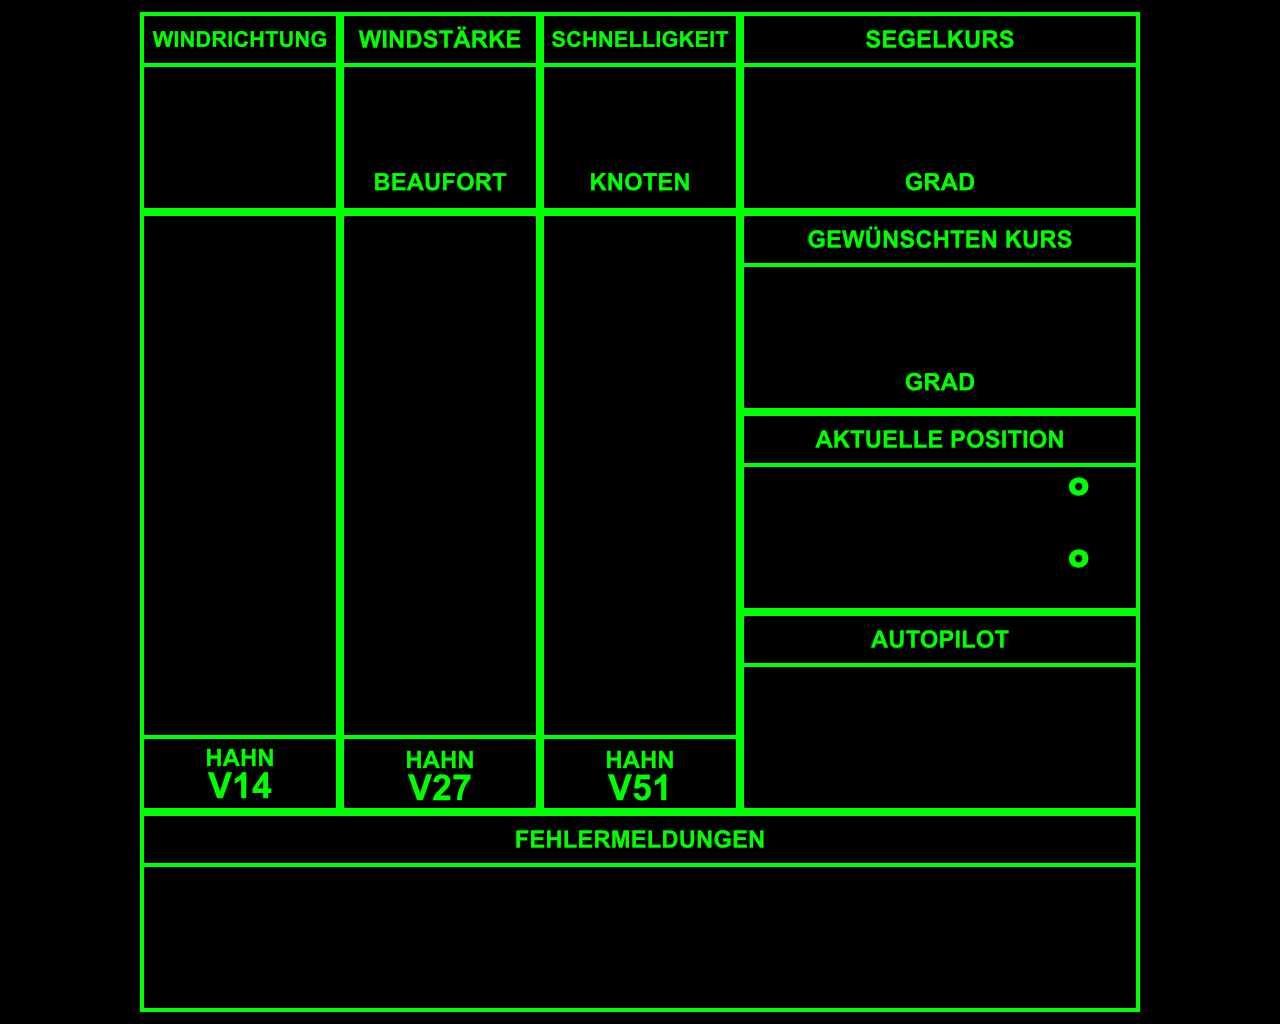 WINDRICHTUNG
WINDSTÄRKE
SCHNELLIGKEIT
SEGELKURS
BEAUFORT
KNOTEN
GRAD
GEWÜNSCHTEN KURS
GRAD
AKTUELLE POSITION
AUTOPILOT
HAHN
V14
HAHN
V27
HAHN
V51
FEHLERMELDUNGEN